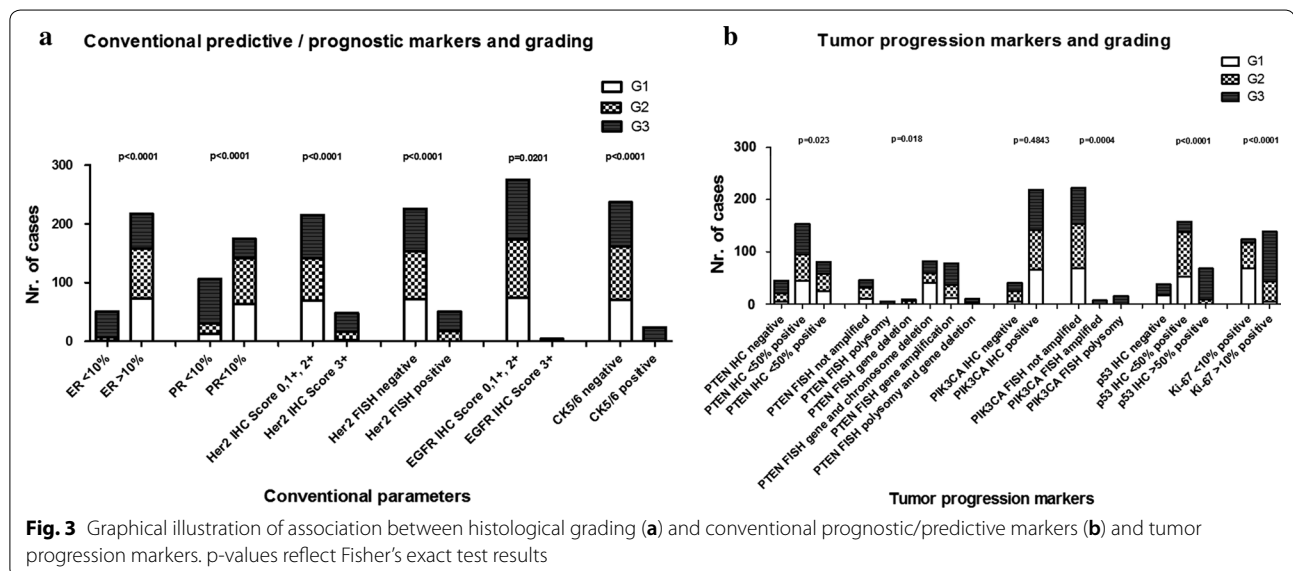 a
Conventional predictive / prognostic markers and grading
G1
G2
G3
p<0.0001
p<0.0001
p<0.0001
p<0.0001
p=0.0201
p<0.0001
300
200
100
0
Nr. of cases
ER <10%
ER >10%
PR <10%
PR<10%
Her2 IHC Score 0,1+, 2+
Her2 IHC Score 3+
Her2 FISH negative
Her2 FISH positive
EGFR IHC Score 0,1+, 2+
EGFR IHC Score 3+
CK5/6 negative
CK5/6 positive
Conventional parameters
b
Tumor progression markers and grading
G1
G2
G3
p=0.023
p=0.018
p=0.4843
p=0.0004
p<0.0001
p<0.0001
300
200
100
0
Nr. of cases
PTEN IHC negative
PTEN IHC <50% positive
PTEN IHC <50% positive
PTEN FISH not amplified
PTEN FISH polysomy
PTEN FISH gene deletion
PTEN FISH gene and chromosome deletion
PTEN FISH gene amplification
PTEN FISH polysomy and gene deletion
PIK3CA IHC negative
PIK3CA IHC positive
PIK3CA FISH not amplified
PIK3CA FISH amplified
PIK3CA FISH polysomy
p53 IHC negative
p53 IHC <50% positive
p53 IHC >50% positive
Ki-67 <10% positive
Ki-67 >10% positive
Tumor progression markers
Fig. 3 Graphical illustration of association between histological grading (a) and conventional prognostic/predictive markers (b) and tumor
progression markers. p-values reflect Fisher's exact test results